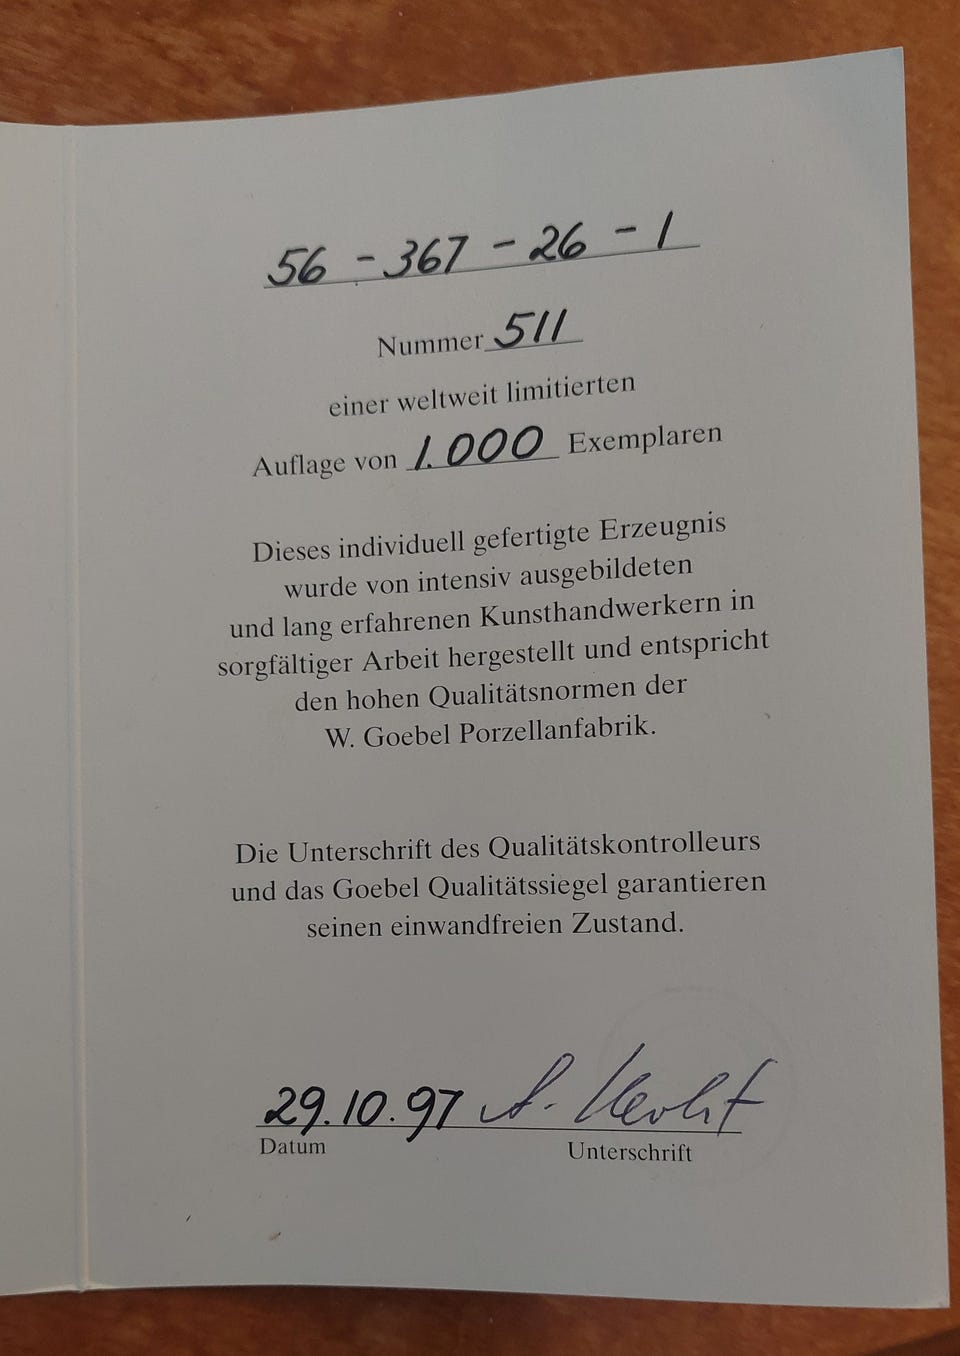 56 - 367 - 26 - 1
Nummer 511
einer weltweit limitierten
Auflage von 1.000 Exemplaren
Dieses individuell gefertigte Erzeugnis
wurde von intensiv ausgebildeten
und lang erfahrenen Kunsthandwerkern in
sorgfältiger Arbeit hergestellt und entspricht
den hohen Qualitätsnormen der
W. Goebel Porzellanfabrik.
Die Unterschrift des Qualitätskontrolleurs
und das Goebel Qualitätssiegel garantieren
seinen einwandfreien Zustand.
29.10.97
Datum Unterschrift